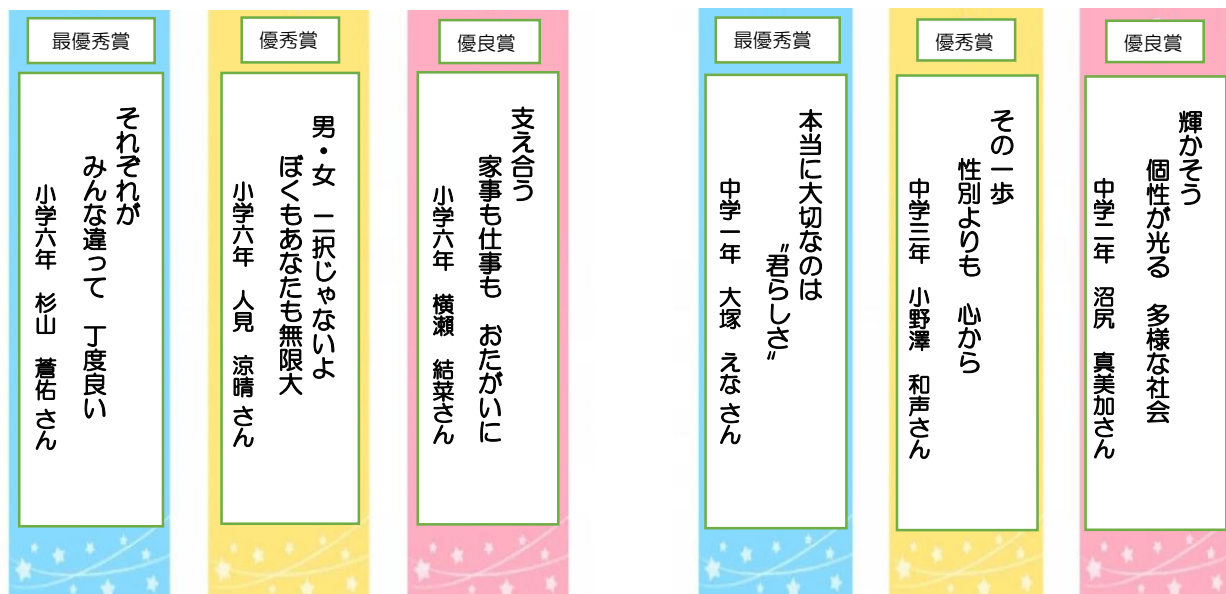 最優秀賞
それぞれが
みんな違って　丁度良い
小学六年　杉山　蒼佑さん
優秀賞
男・女　二択じゃないよ
ぼくもあなたも無限大
小学六年　人見　涼晴さん
優良賞
支え合う
家事も仕事も　おたがいに
小学六年　横瀬　結菜さん
最優秀賞
本当に大切なのは
〝君らしさ〟
中学一年　大塚　えなさん
優秀賞
その一歩
性別よりも　心から
中学三年　小野澤　和声さん
優良賞
輝かそう
個性が光る　多様な社会
中学二年　沼尻　真美加さん